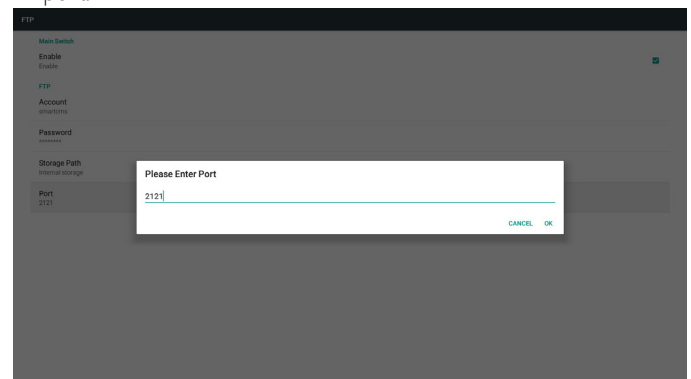 FTP
Main Switch
Enable
Enable
FTP
Account
Password
********
Storage Path
Internal storage
Port
2121
Please Enter Port
2121
CANCEL OK